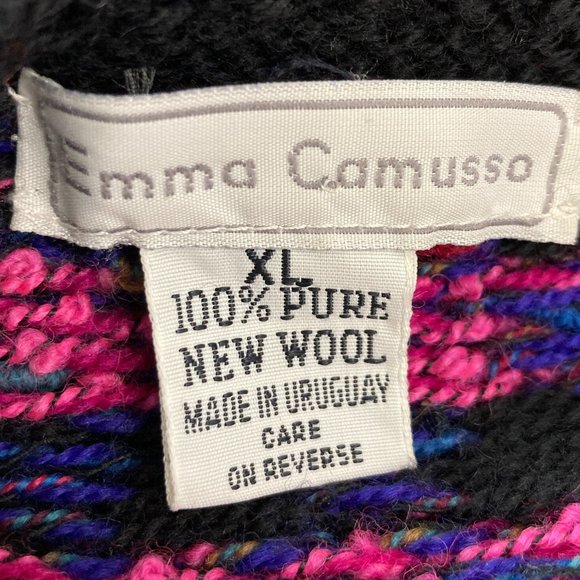 Emma Camusso
XL
100% PURE
NEW WOOL
MADE IN URUGUAY
CARE
ON REVERSE